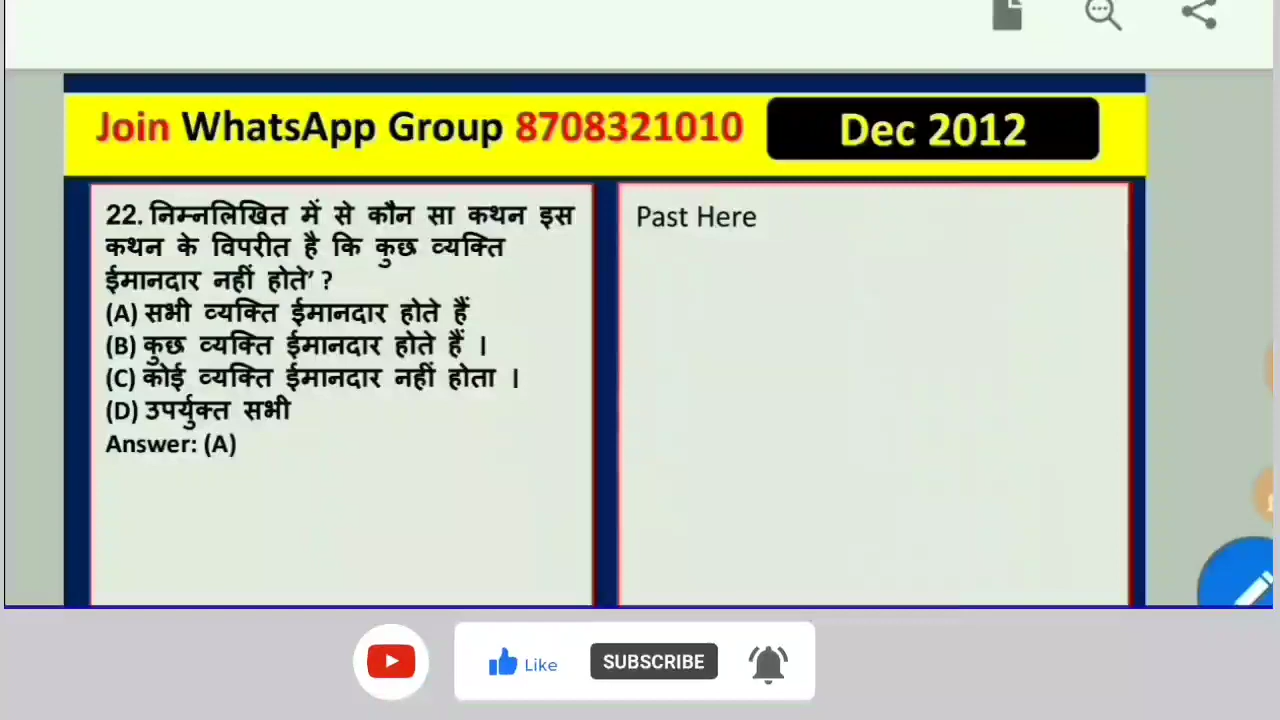 Join WhatsApp Group 8708321010
Dec 2012
22. निम्नलिखित में से कौन सा कथन इस
कथन के विपरीत है कि कुछ व्यक्ति
ईमानदार नहीं होते’ ?
(A) सभी व्यक्ति ईमानदार होते हैं
(B) कुछ व्यक्ति ईमानदार होते हैं ।
(C) कोई व्यक्ति ईमानदार नहीं होता ।
(D) उपर्युक्त सभी
Answer: (A)
Past Here
Like
SUBSCRIBE